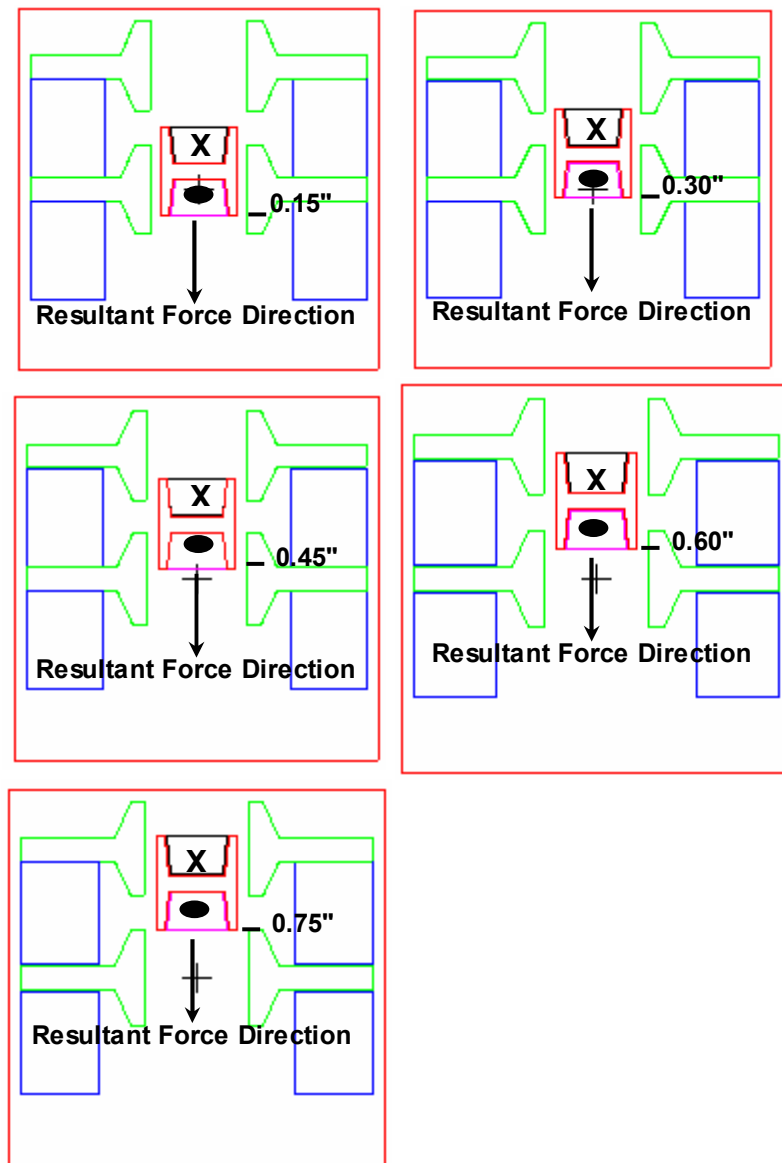 X
0.15"
Resultant Force Direction
X
0.30"
Resultant Force Direction
X
0.45"
Resultant Force Direction
X
0.60"
Resultant Force Direction
X
0.75"
Resultant Force Direction